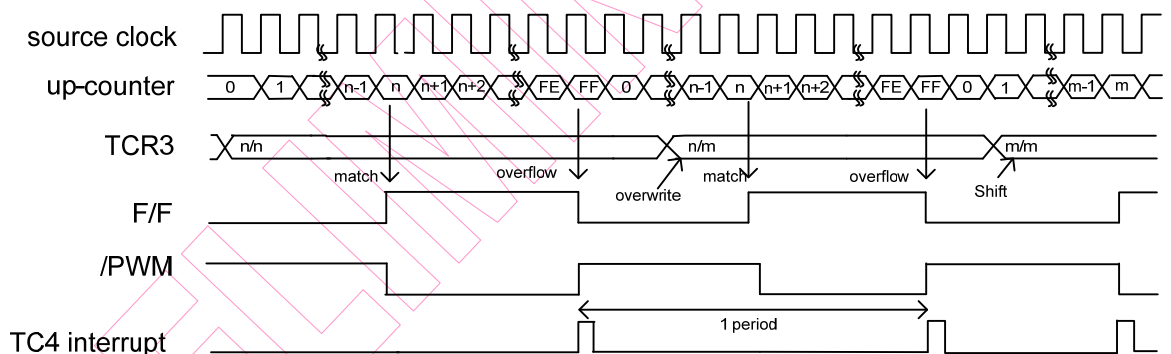 source clock
up-counter 0 1 n-1 n n+1 n+2 FE FF 0 n-1 n n+1 n+2 FE FF 0 1 m-1 m
TCR3 n/n n/m m/m
match overflow overwrite match overflow Shift
F/F
/PWM
1 period
TC4 interrupt